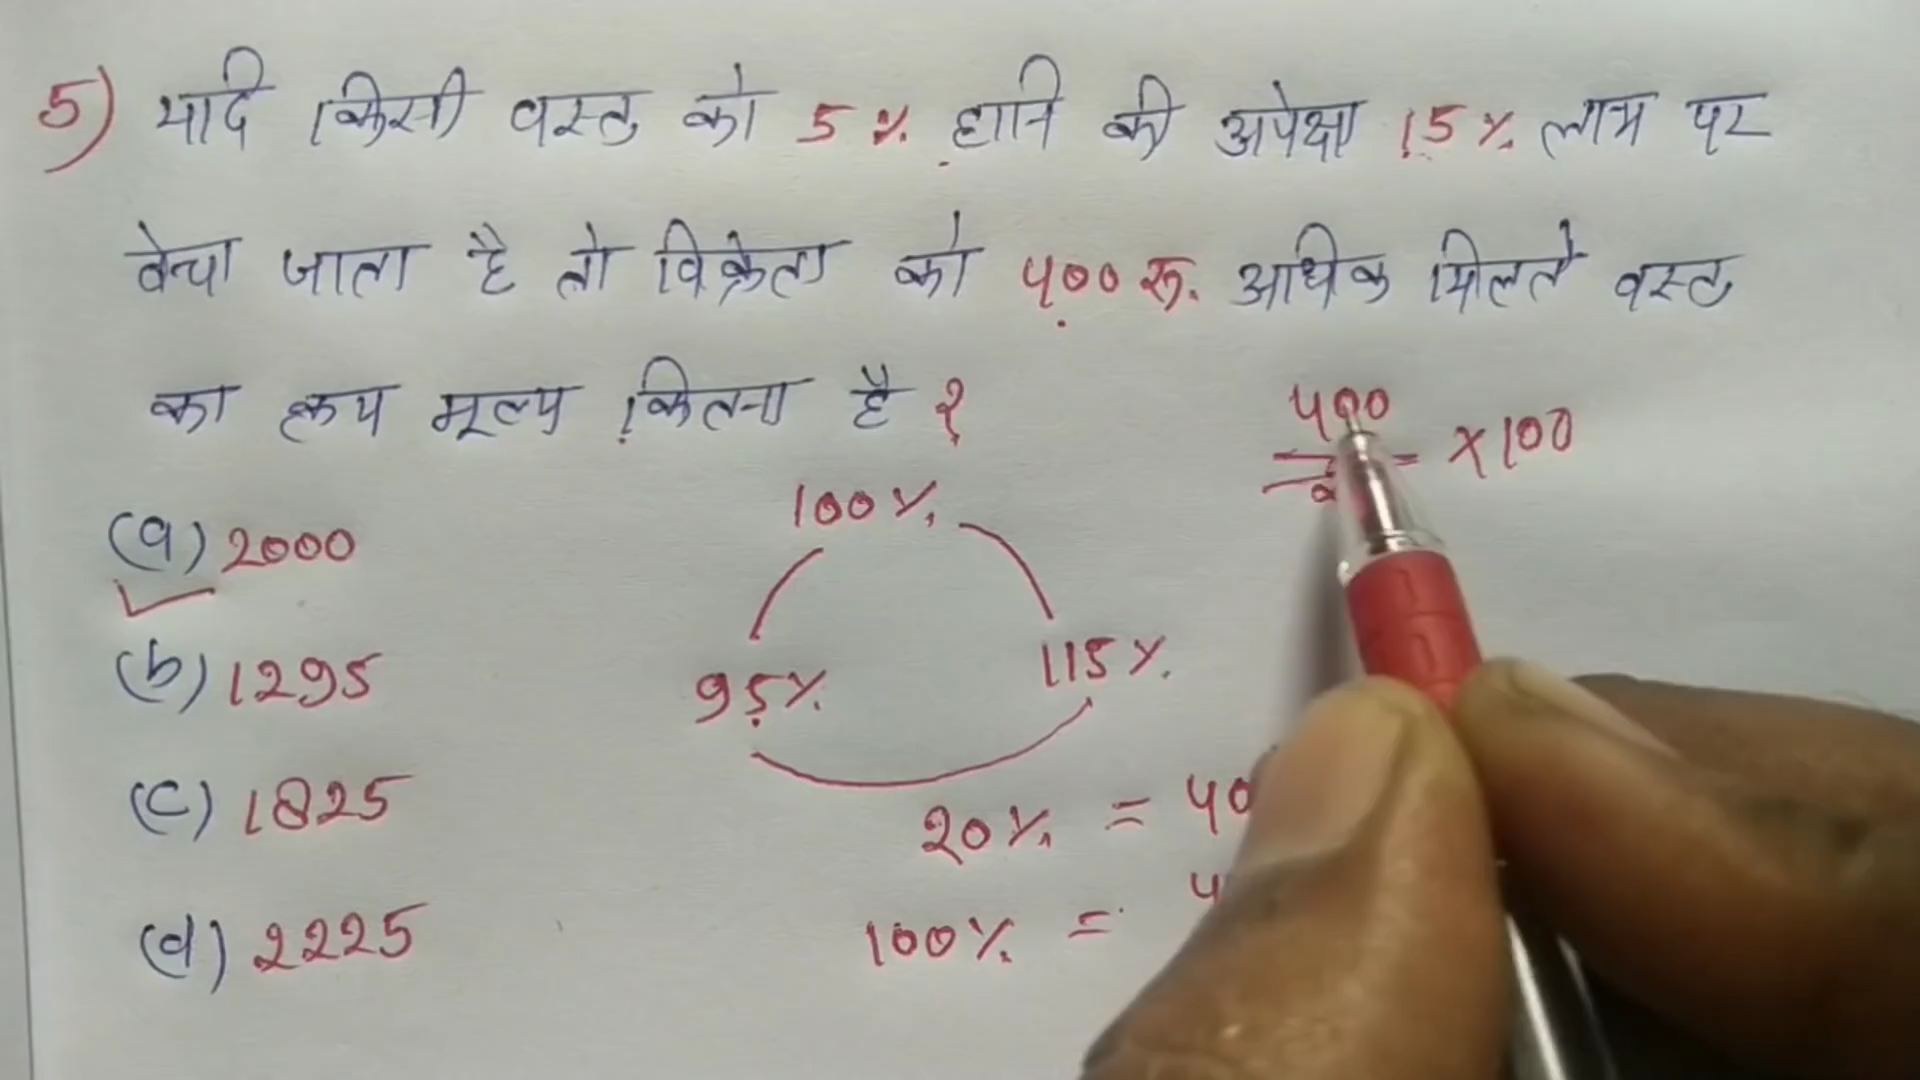 5) यदि किसी वस्तु को 5% हानि की अपेक्षा 15% लाभ पर
बेचा जाता है तो विक्रेता को 400 रू. अधिक मिलते वस्तु
का क्रय मूल्य कितना है ?
400
× 100
100%
(a) 2000
(b) 1295
95%
115%
(c) 1825
20% =
(d) 2225
100% =